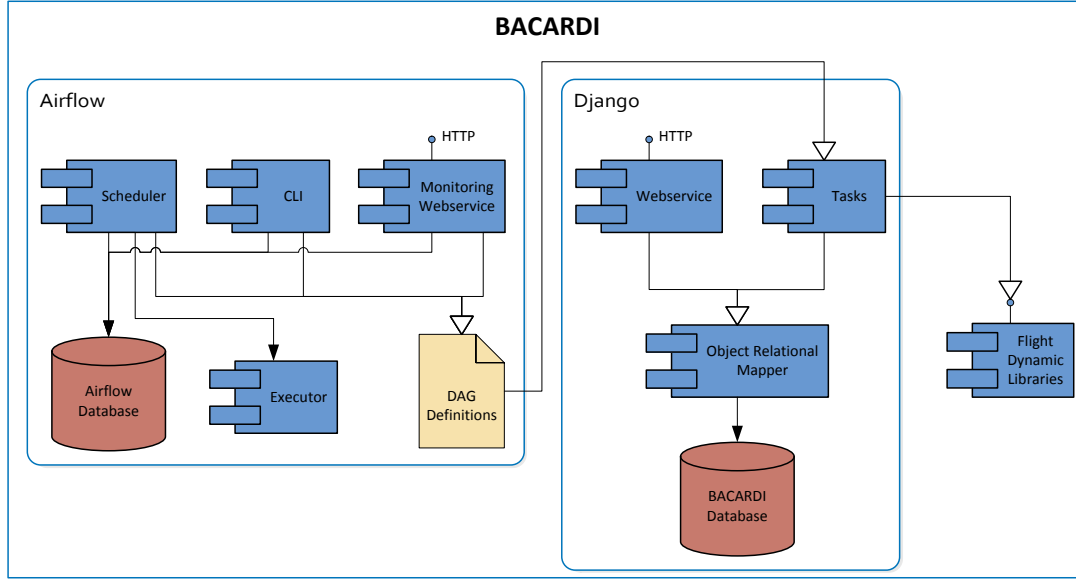 BACARDI
Airflow
Django
HTTP
HTTP
Scheduler
CLI
Monitoring
Webservice
Webservice
Tasks
Airflow
Database
Executor
DAG
Definitions
Object Relational
Mapper
Flight
Dynamic
Libraries
BACARDI
Database